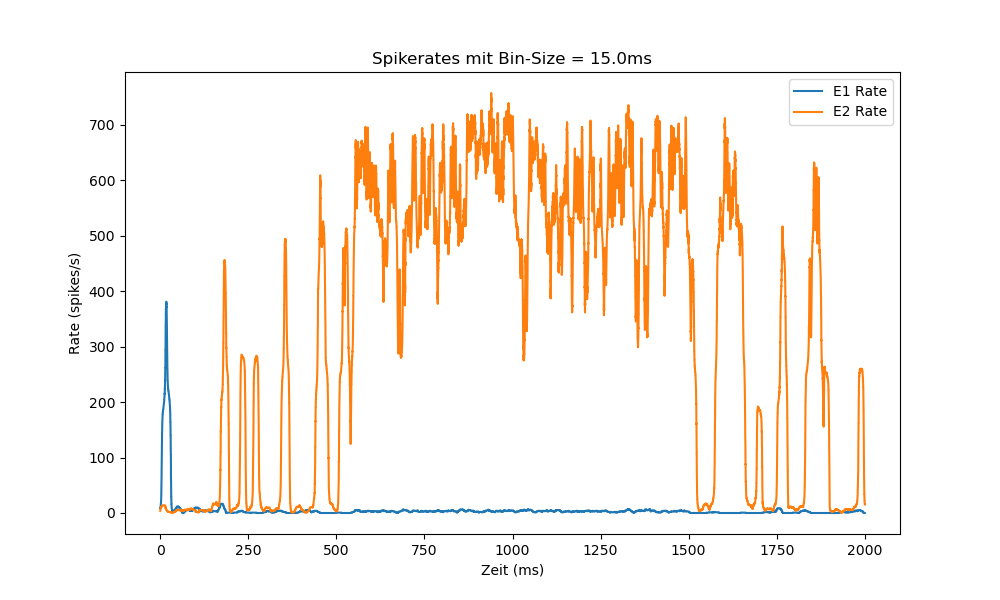 Spikerates mit Bin-Size = 15.0ms
E1 Rate
E2 Rate
Rate (spikes/s)
700
600
500
400
300
200
100
0
0 250 500 750 1000 1250 1500 1750 2000
Zeit (ms)